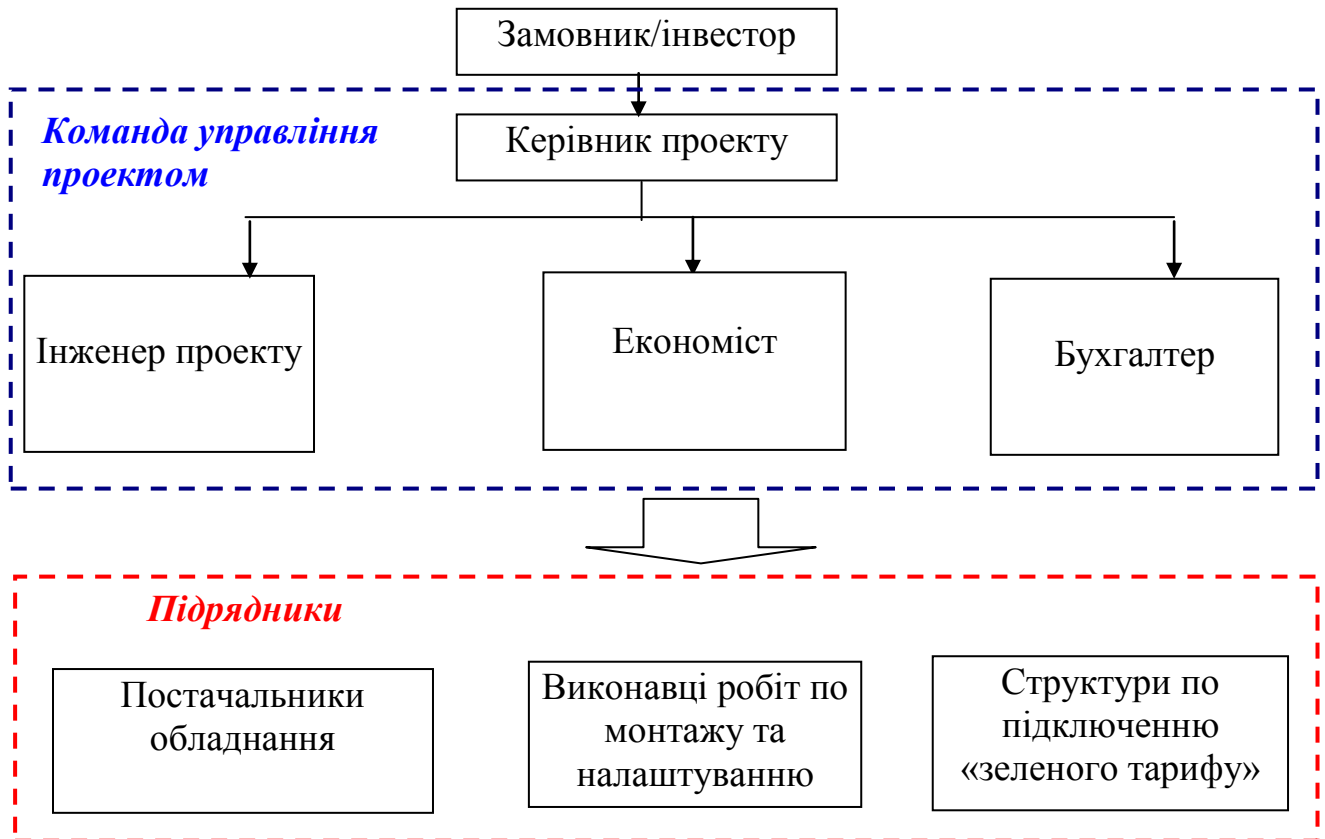 Замовник/інвестор
Команда управління
проектом
Керівник проекту
Інженер проекту
Економіст
Бухгалтер
Підрядники
Постачальники
обладнання
Виконавці робіт по
монтажу та
налаштуванню
Структури по
підключенню
«зеленого тарифу»